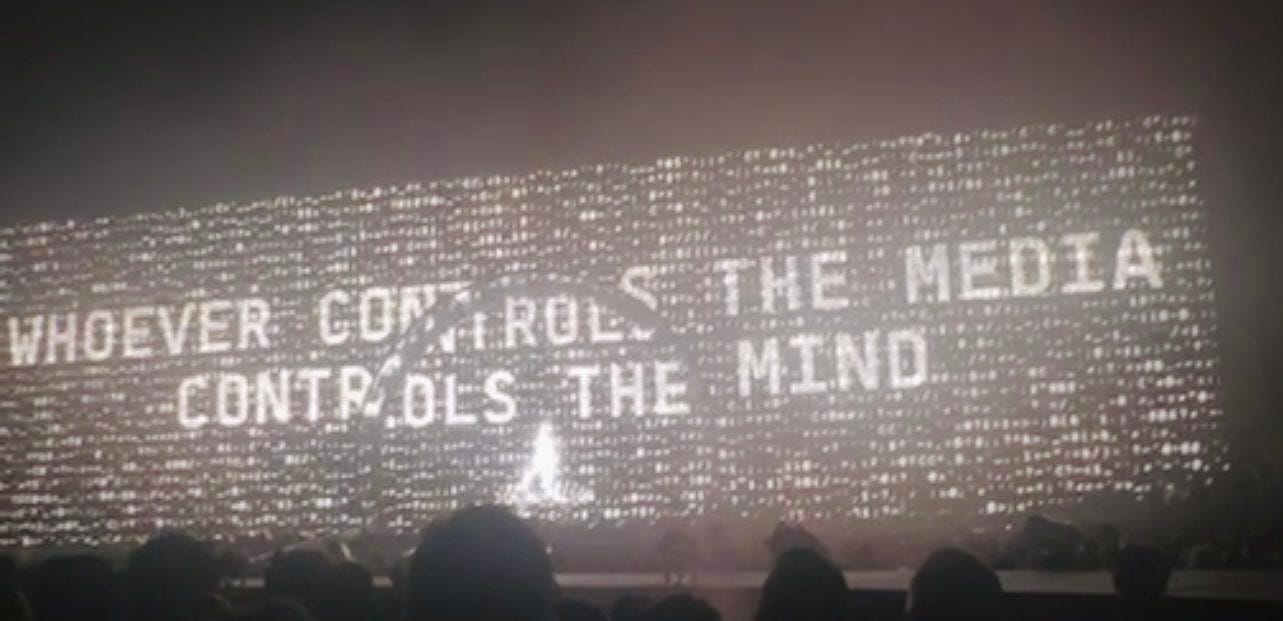 WHOEVER CONTROLS THE MEDIA
CONTROLS THE MIND